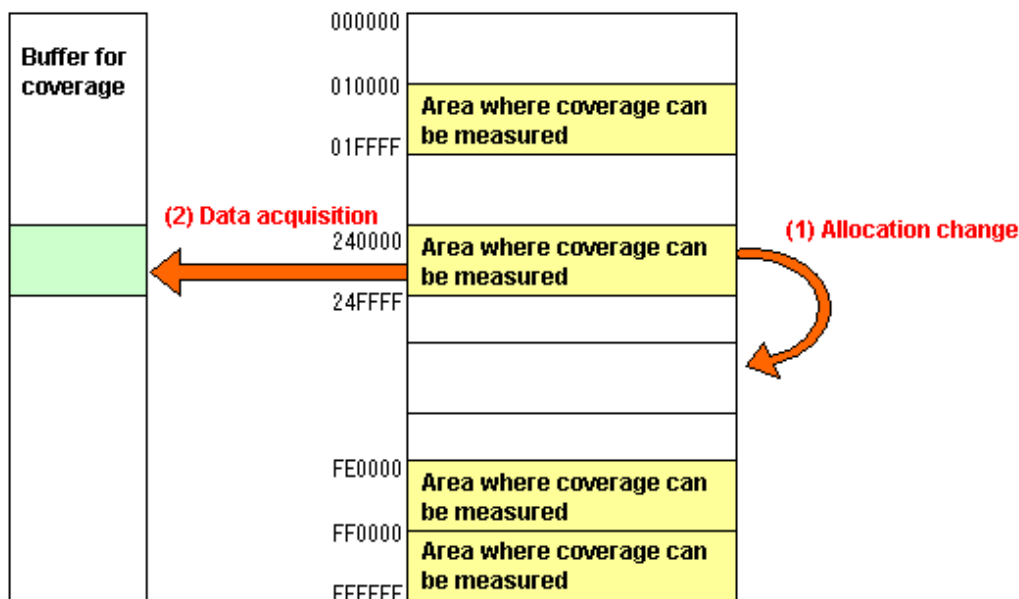 Buffer for
coverage
000000
010000
Area where coverage can
be measured
01FFFF
(2) Data acquisition
240000
Area where coverage can
be measured
(1) Allocation change
24FFFF
FE0000
Area where coverage can
be measured
FF0000
Area where coverage can
be measured
FFFFFF